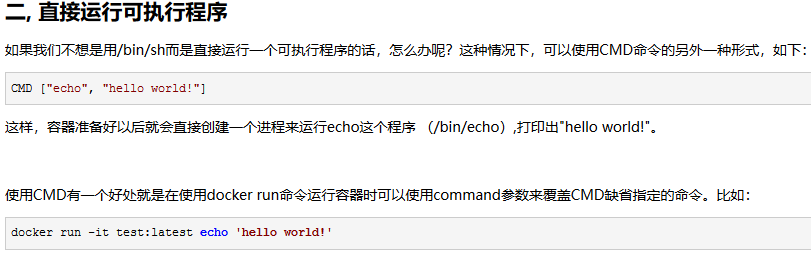 二, 直接运行可执行程序
如果我们不想是用/bin/sh而是直接运行一个可执行程序的话，怎么办呢？这种情况下，可以使用CMD命令的另外一种形式，如下：
CMD ["echo", "hello world!"]
这样，容器准备好以后就会直接创建一个进程来运行echo这个程序 （/bin/echo）,打印出"hello world!"。
使用CMD有一个好处就是在使用docker run命令运行容器时可以使用command参数来覆盖CMD缺省指定的命令。比如：
docker run -it test:latest echo 'hello world!'